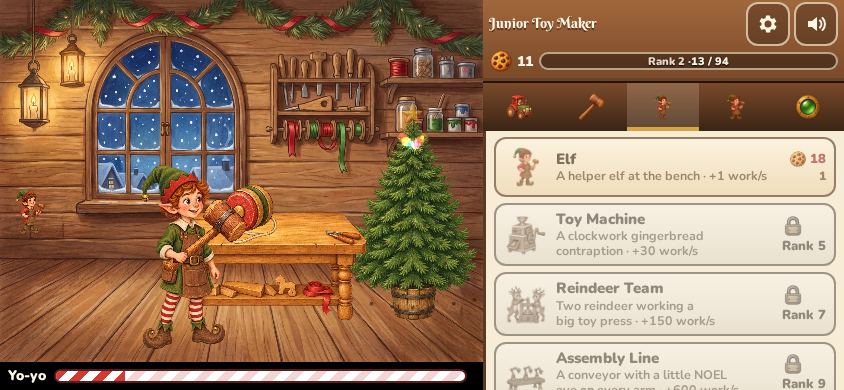 Junior Toy Maker
11
Rank 2 · 13 / 94
Elf
18
A helper elf at the bench · +1 work/s
1
Toy Machine
A clockwork gingerbread
contraption · +30 work/s
Rank 5
Reindeer Team
Two reindeer working a
big toy press · +150 work/s
Rank 7
Assembly Line
A conveyor with a little NOEL
Rank 9
Yo-yo